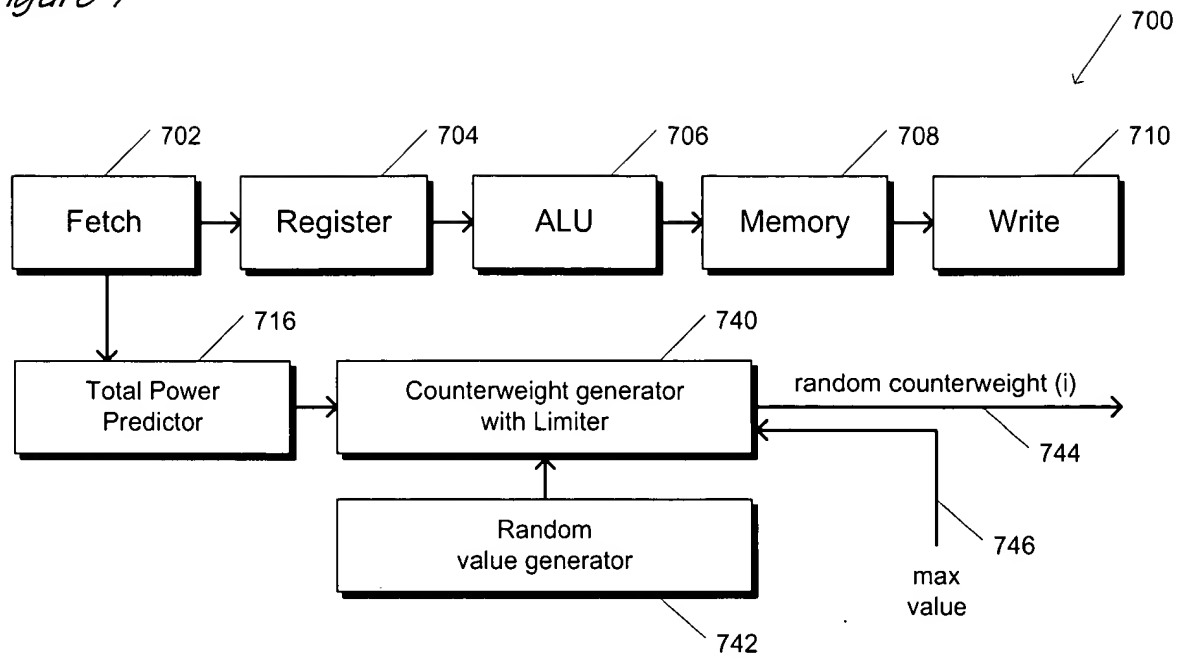 700
702
704
706
708
710
Fetch
Register
ALU
Memory
Write
716
740
Total Power
Predictor
Counterweight generator
with Limiter
random counterweight (i)
744
Random
value generator
746
max
value
742